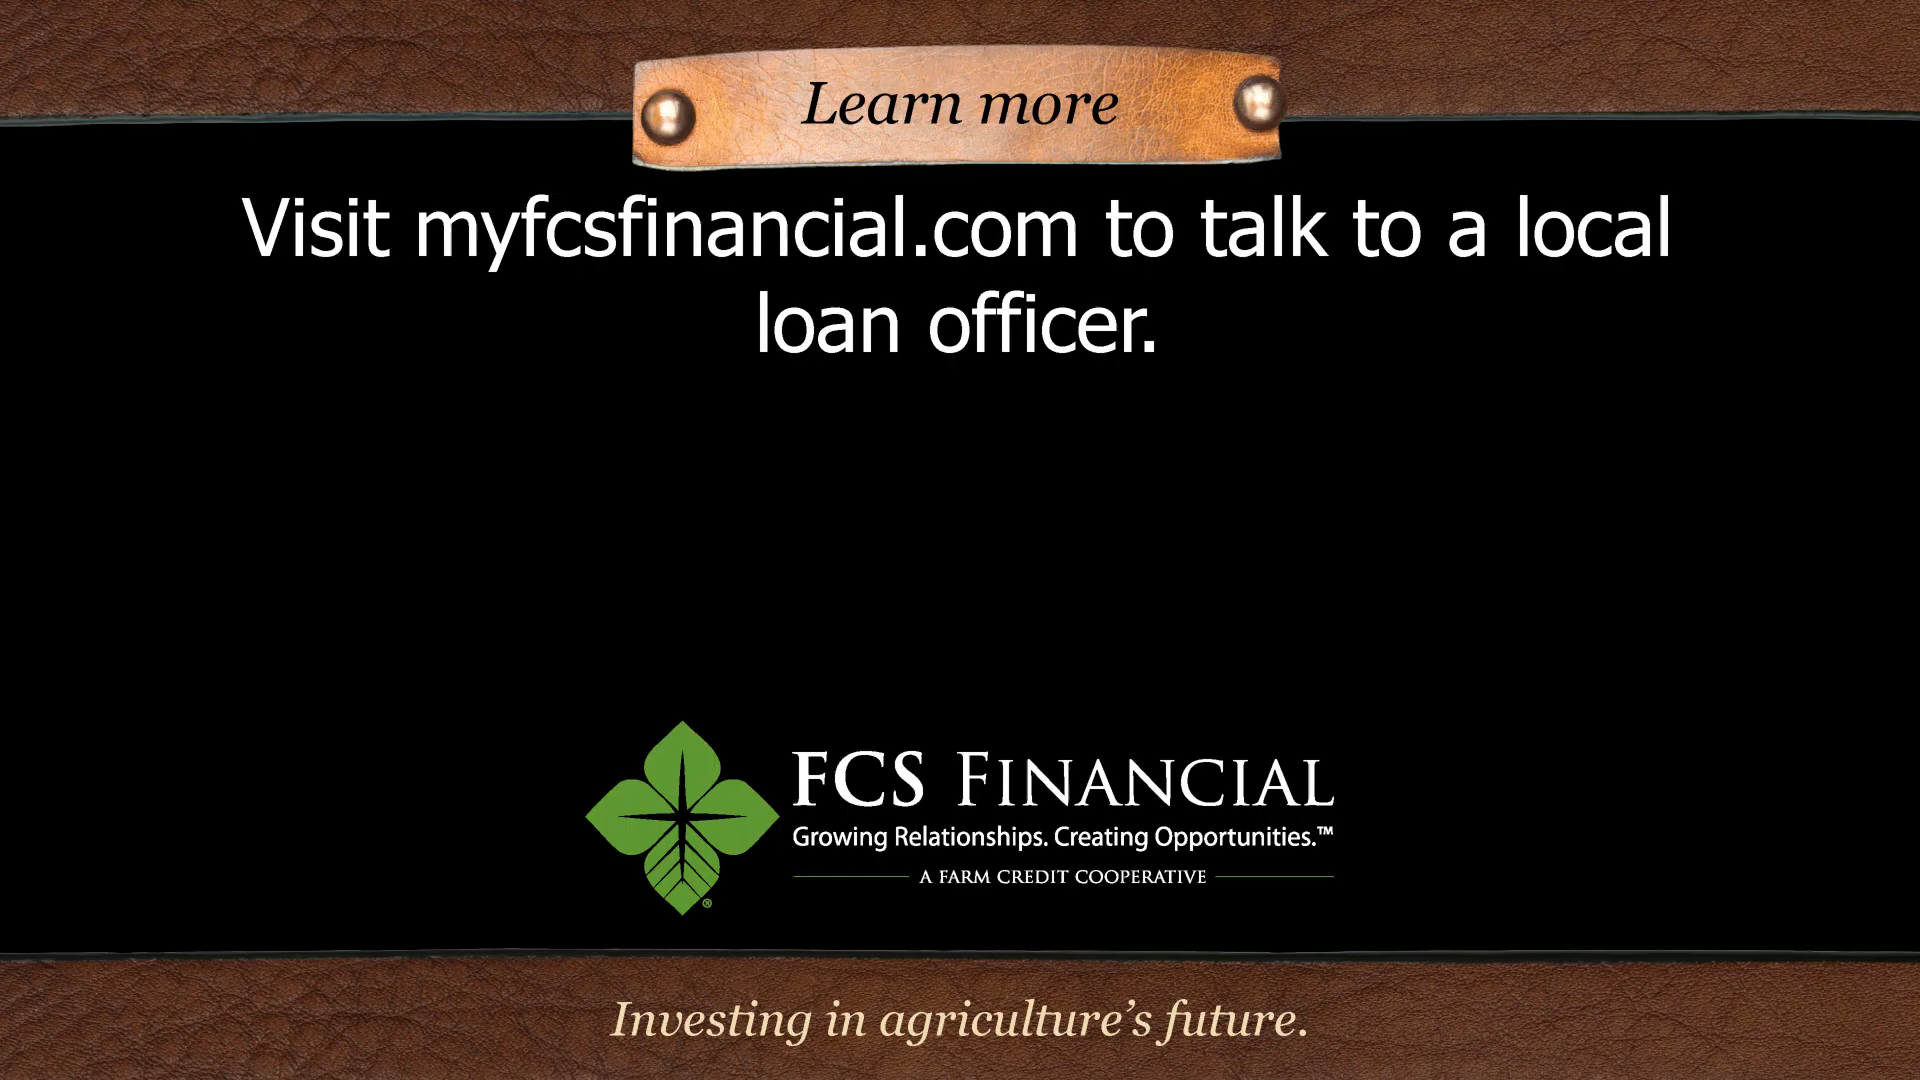 Learn more
Visit myfcsfinancial.com to talk to a local
loan officer.
FCS FINANCIAL
Growing Relationships. Creating Opportunities.™
A FARM CREDIT COOPERATIVE
®
Investing in agriculture’s future.